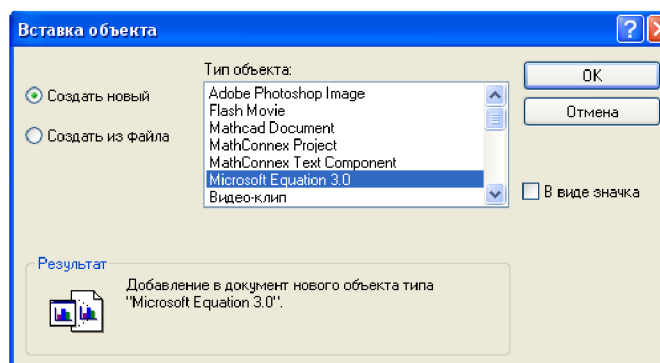 Вставка объекта
Создать новый
Создать из файла
Тип объекта:
Adobe Photoshop Image
Flash Movie
Mathcad Document
MathConnex Project
MathConnex Text Component
Microsoft Equation 3.0
Видео-клип
OK
Отмена
В виде значка
Результат
Добавление в документ нового объекта типа
"Microsoft Equation 3.0".